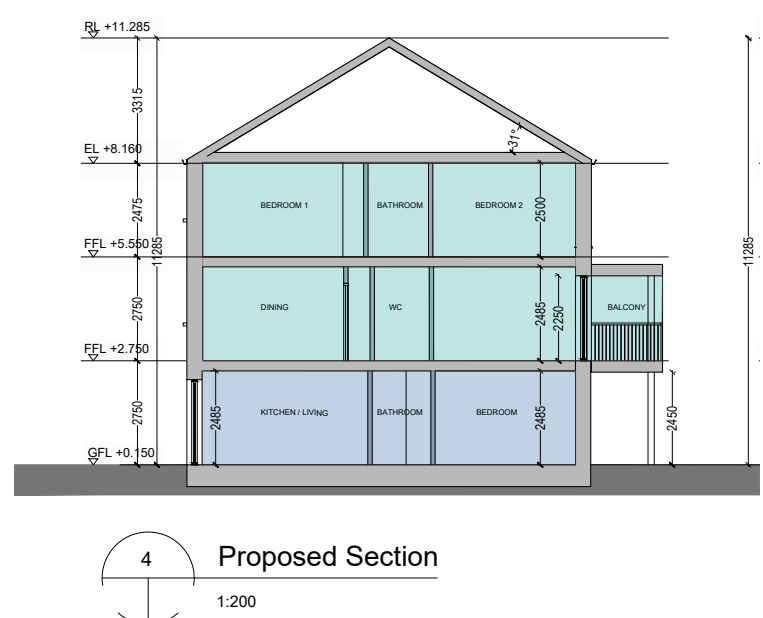 RL +11.285
3315
31°
EL +8.160
2475
BEDROOM 1
BATHROOM
BEDROOM 2
2500
FFL +5.550
11285
11285
2750
DINING
WC
2485
2250
BALCONY
FFL +2.750
2750
2485
KITCHEN / LIVING
BATHROOM
BEDROOM
2485
2450
GFL +0.150
4
Proposed Section
1:200